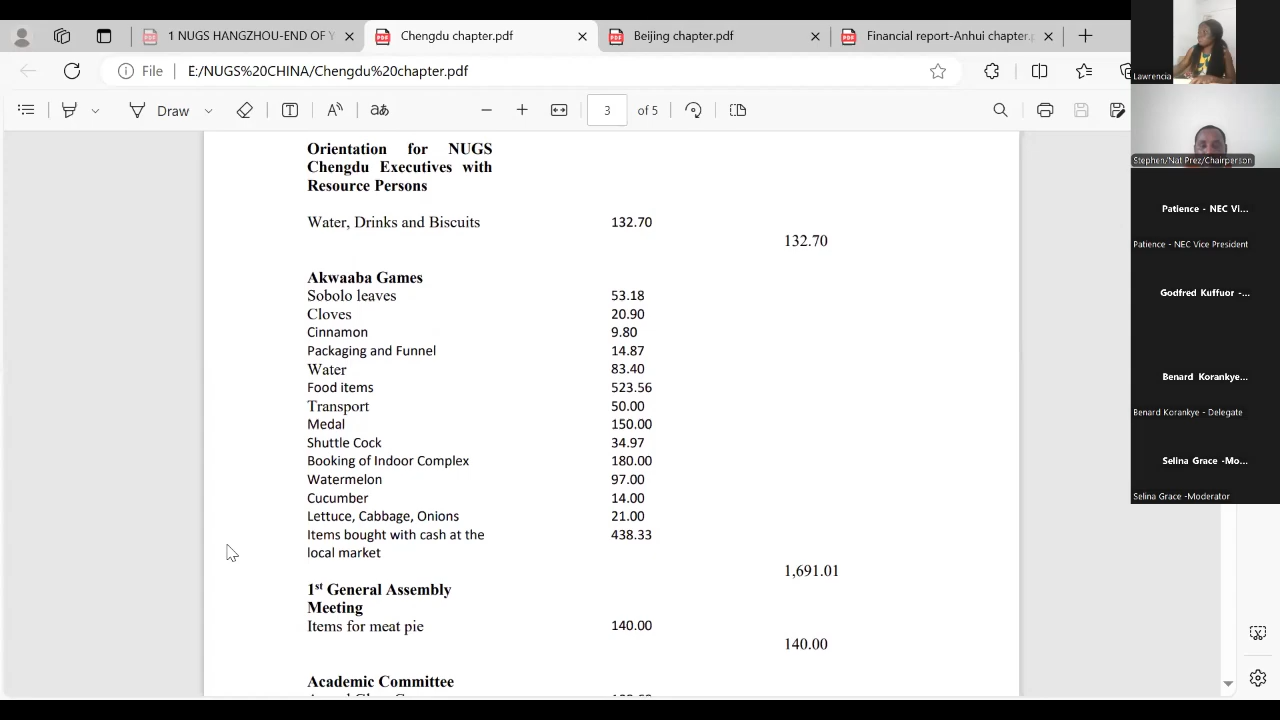 1 NUGS HANGZHOU-END OF Y
Chengdu chapter.pdf
Beijing chapter.pdf
Financial report-Anhui chapter.
File
E:/NUGS%20CHINA/Chengdu%20chapter.pdf
Draw
aあ
3 of 5
Orientation for NUGS
Chengdu Executives with
Resource Persons
Water, Drinks and Biscuits 132.70
132.70
Akwaaba Games
Sobolo leaves 53.18
Cloves 20.90
Cinnamon 9.80
Packaging and Funnel 14.87
Water 83.40
Food items 523.56
Transport 50.00
Medal 150.00
Shuttle Cock 34.97
Booking of Indoor Complex 180.00
Watermelon 97.00
Cucumber 14.00
Lettuce, Cabbage, Onions 21.00
Items bought with cash at the 438.33
local market
1,691.01
1st General Assembly
Meeting
Items for meat pie 140.00
140.00
Academic Committee
Lawrencia
Stephen/Nat Prez/Chairperson
Patience - NEC Vi...
Patience - NEC Vice President
Godfred Kuffuor -...
Benard Korankye...
Benard Korankye - Delegate
Selina Grace -Mo...
Selina Grace -Moderator